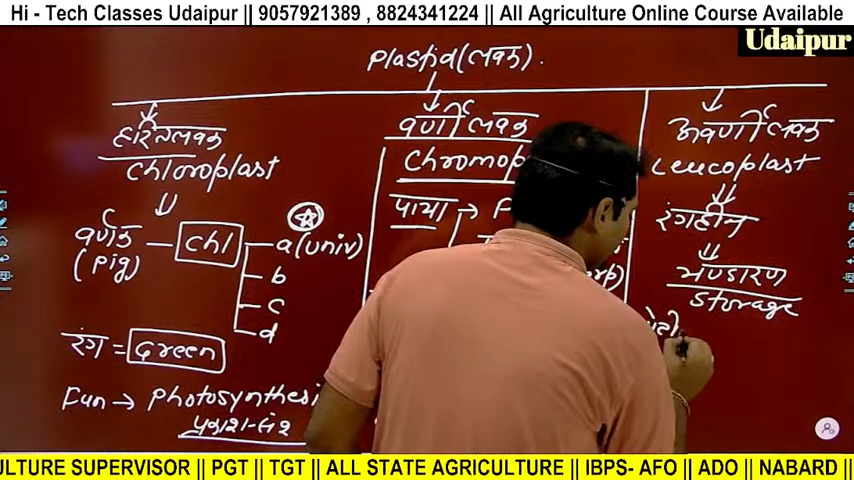 Hi - Tech Classes Udaipur || 9057921389 , 8824341224 || All Agriculture Online Course Available
Udaipur
Plastid (लवक).
हरितलवक
Chloroplast
वर्णक (Pig) — Chl
a (Univ)
b
c
d
रंग = Green
Fun → Photosynthesi
वर्णीलवक
Chromop
पाया →
अवर्णीलवक
Leucoplast
रंगहीन
भण्डारण
Storage
ULTURE SUPERVISOR || PGT || TGT || ALL STATE AGRICULTURE || IBPS- AFO || ADO || NABARD ||